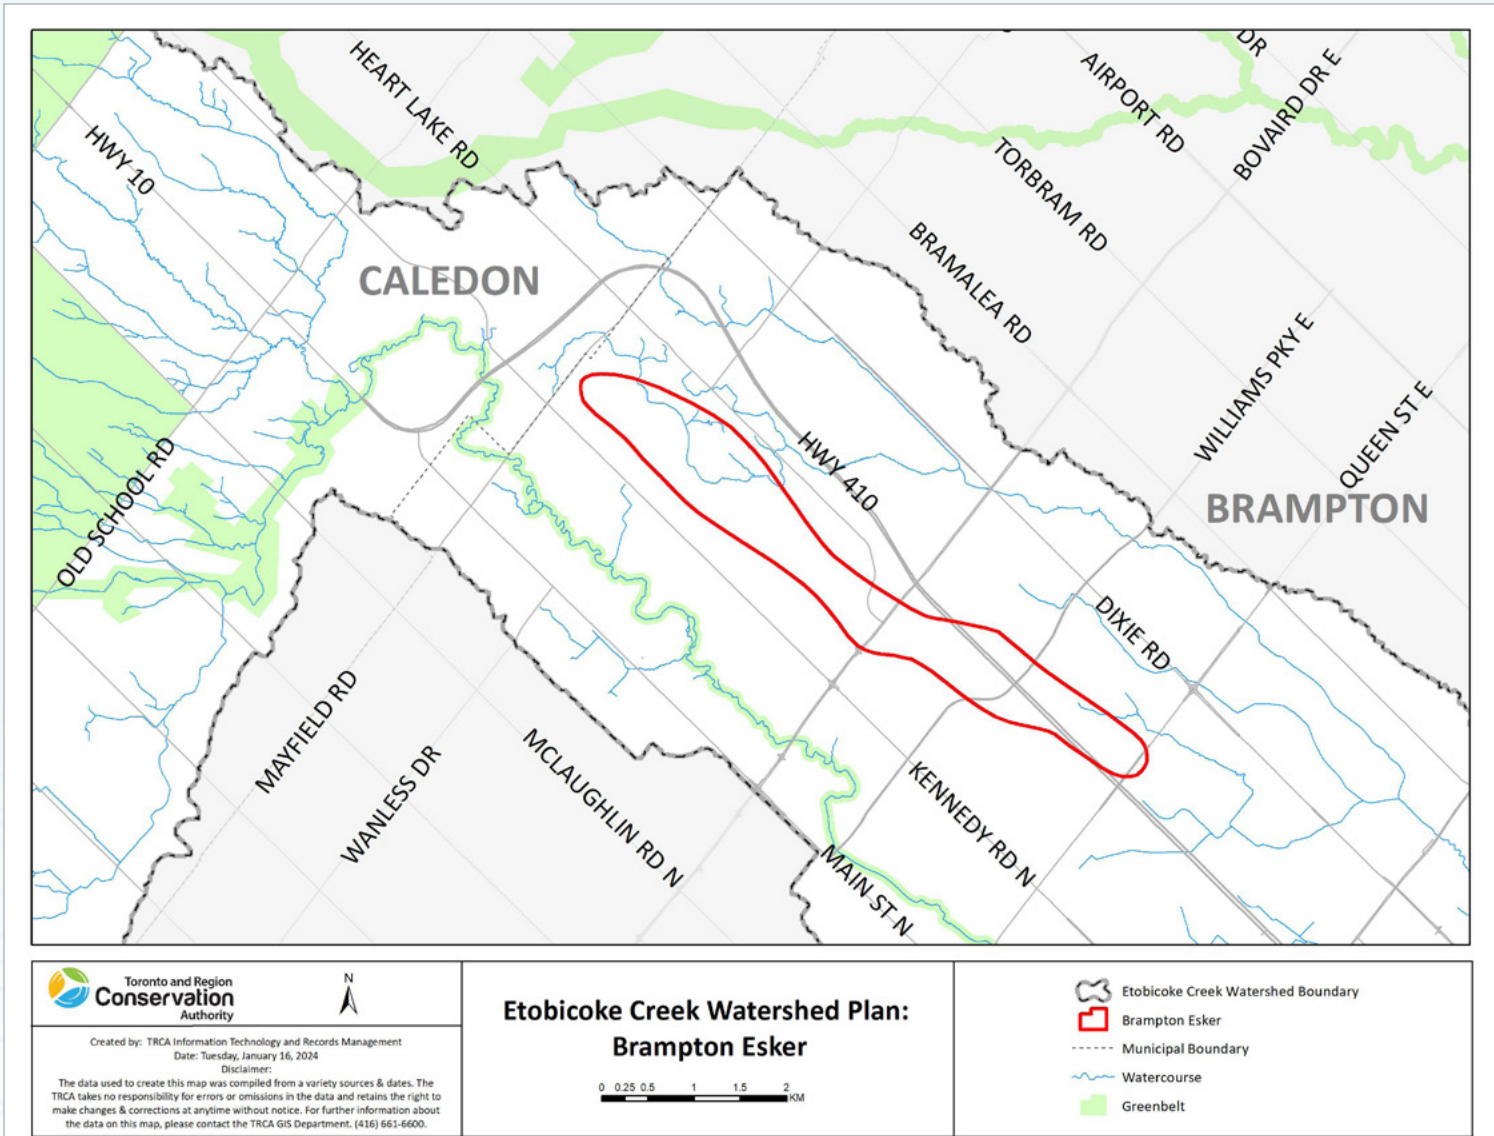 DR
HEART LAKE RD
AIRPORT RD
BOVAIRD DR E
HWY 10
TORBRAM RD
BRAMALEA RD
CALEDON
WILLIAMS PKY E
QUEEN ST E
HWY 410
BRAMPTON
OLD SCHOOL RD
DIXIE RD
MAYFIELD RD
WANLESS DR
MCLAUGHLIN RD N
KENNEDY RD N
MAIN ST N
Toronto and Region
Conservation
Authority
N
Created by: TRCA Information Technology and Records Management
Date: Tuesday, January 16, 2024
Disclaimer:
The data used to create this map was compiled from a variety sources & dates. The
TRCA takes no responsibility for errors or omissions in the data and retains the right to
make changes & corrections at anytime without notice. For further information about
the data on this map, please contact the TRCA GIS Department. (416) 661-6600.
Etobicoke Creek Watershed Plan:
Brampton Esker
0 0.25 0.5 1 1.5 2
KM
Etobicoke Creek Watershed Boundary
Brampton Esker
Municipal Boundary
Watercourse
Greenbelt